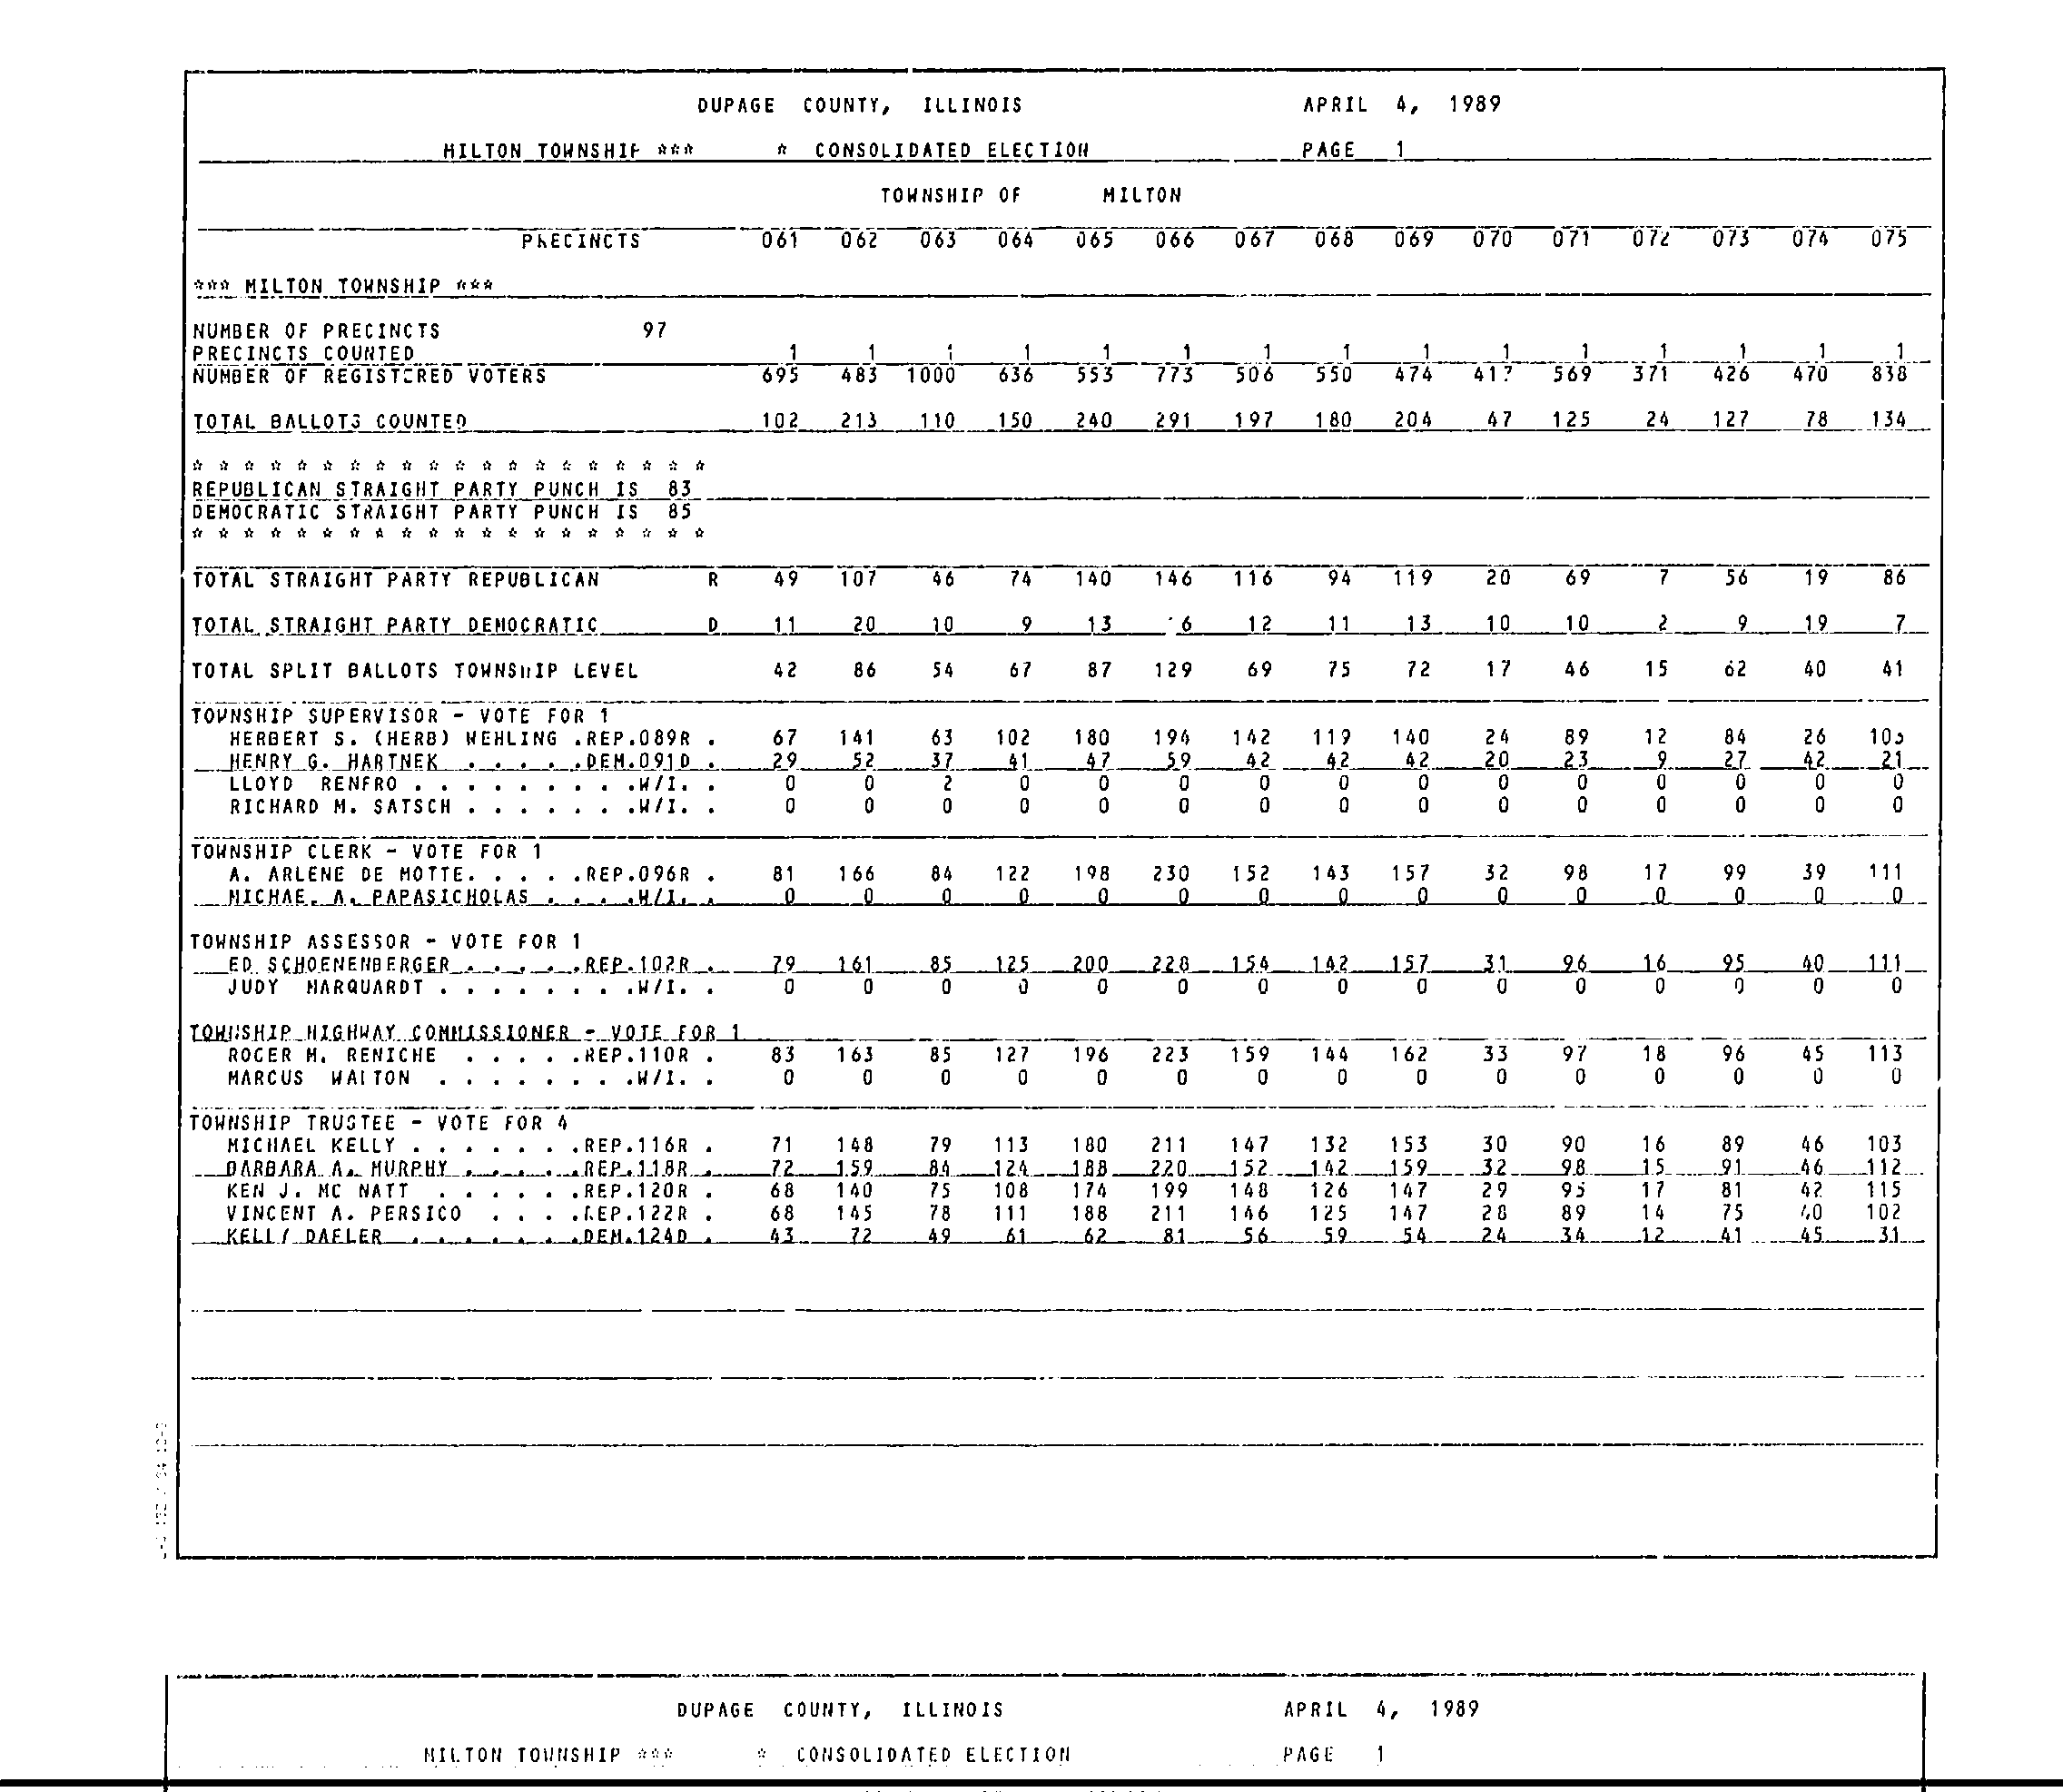 DUPAGE COUNTY, ILLINOIS APRIL 4, 1989
MILTON TOWNSHIP *** * CONSOLIDATED ELECTION PAGE 1
TOWNSHIP OF MILTON
PRECINCTS 061 062 063 064 065 066 067 068 069 070 071 072 073 074 075
*** MILTON TOWNSHIP ***
NUMBER OF PRECINCTS 97
PRECINCTS COUNTED 1 1 1 1 1 1 1 1 1 1 1 1 1 1 1
NUMBER OF REGISTERED VOTERS 695 483 1000 636 553 773 506 550 474 417 569 371 426 470 838
TOTAL BALLOTS COUNTED 102 213 110 150 240 291 197 180 204 47 125 24 127 78 134
* * * * * * * * * * * * * * * * * * * *
REPUBLICAN STRAIGHT PARTY PUNCH IS 83
DEMOCRATIC STRAIGHT PARTY PUNCH IS 85
* * * * * * * * * * * * * * * * * * * *
TOTAL STRAIGHT PARTY REPUBLICAN R 49 107 46 74 140 146 116 94 119 20 69 7 56 19 86
TOTAL STRAIGHT PARTY DEMOCRATIC D 11 20 10 9 13 6 12 11 13 10 10 2 9 19 7
TOTAL SPLIT BALLOTS TOWNSHIP LEVEL 42 86 54 67 87 129 69 75 72 17 46 15 62 40 41
TOWNSHIP SUPERVISOR - VOTE FOR 1
HERBERT S. (HERB) WEHLING .REP.089R . 67 141 63 102 180 194 142 119 140 24 89 12 84 26
HENRY G. HARTNEK . . . . .DEM.091D . 29 52 37 41 47 59 42 42 42 20 23 9 27 42 21
LLOYD RENFRO . . . . . . . . .W/I. . 0 0 2 0 0 0 0 0 0 0 0 0 0 0 0
RICHARD M. SATSCH . . . . . . .W/I. . 0 0 0 0 0 0 0 0 0 0 0 0 0 0 0
TOWNSHIP CLERK - VOTE FOR 1
A. ARLENE DE MOTTE. . . . .REP.096R . 81 166 84 122 198 230 152 143 157 32 98 17 99 39 111
MICHAE. A. PAPASICHOLAS . . . .W/I. . 0 0 0 0 0 0 0 0 0 0 0 0 0 0 0
TOWNSHIP ASSESSOR - VOTE FOR 1
ED SCHOENENBERGER . . . . .REP.102R . 79 161 85 125 200 228 154 142 157 31 96 16 95 40 111
JUDY MARQUARDT . . . . . . . .W/I. . 0 0 0 0 0 0 0 0 0 0 0 0 0 0 0
TOWNSHIP HIGHWAY COMMISSIONER - VOTE FOR 1
ROGER M. RENICHE . . . . .REP.110R . 83 163 85 127 196 223 159 144 162 33 97 18 96 45 113
MARCUS WALTON . . . . . . . .W/I. . 0 0 0 0 0 0 0 0 0 0 0 0 0 0 0
TOWNSHIP TRUSTEE - VOTE FOR 4
MICHAEL KELLY . . . . . . .REP.116R . 71 148 79 113 180 211 147 132 153 30 90 16 89 46 103
BARBARA A. MURPHY . . . . .REP.118R . 72 159 84 124 188 220 152 142 159 32 98 15 91 46 112
KEN J. MC NATT . . . . . .REP.120R . 68 140 75 108 174 199 148 126 147 29 95 17 81 42 115
VINCENT A. PERSICO . . . .REP.122R . 68 145 78 111 188 211 146 125 147 28 89 14 75 40 102
KELLY DAELER . . . . . . .DEM.124D . 43 72 49 61 62 81 56 59 54 24 34 12 41 45 31
DUPAGE COUNTY, ILLINOIS APRIL 4, 1989
MILTON TOWNSHIP *** * CONSOLIDATED ELECTION PAGE 1